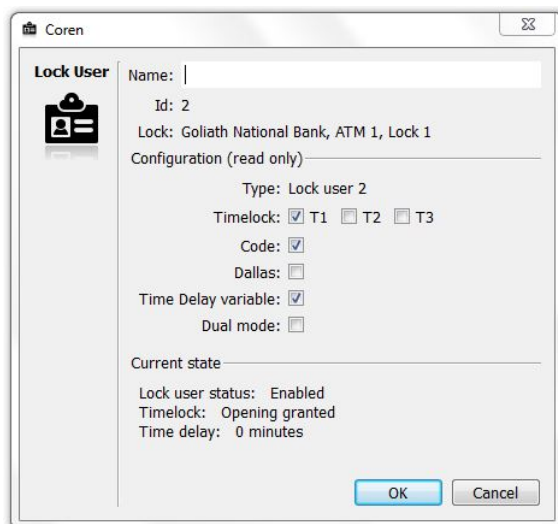 Coren
Lock User
Name:
Id: 2
Lock: Goliath National Bank, ATM 1, Lock 1
Configuration (read only)
Type: Lock user 2
Timelock: T1 T2 T3
Code:
Dallas:
Time Delay variable:
Dual mode:
Current state
Lock user status: Enabled
Timelock: Opening granted
Time delay: 0 minutes
OK Cancel